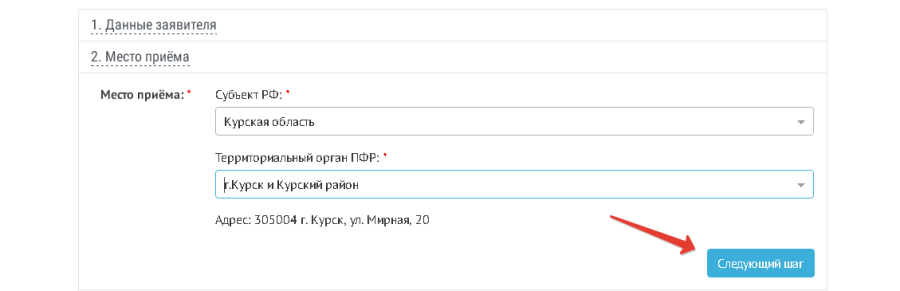 1. Данные заявителя
2. Место приёма
Место приёма: *
Субъект РФ: *
Курская область
Территориальный орган ПФР: *
г.Курск и Курский район
Адрес: 305004 г. Курск, ул. Мирная, 20
Следующий шаг